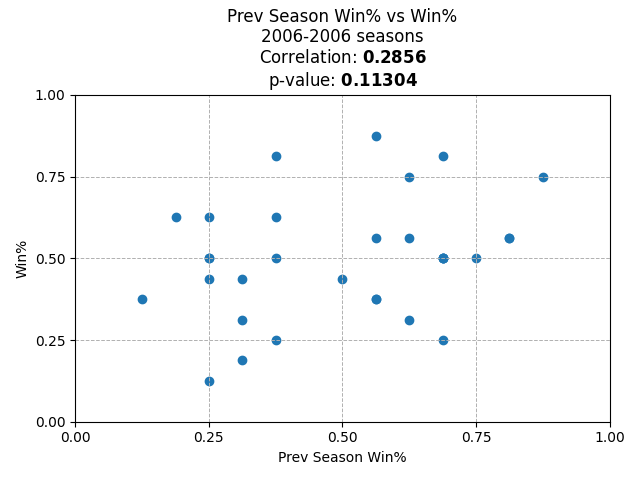 Prev Season Win% vs Win%
2006-2006 seasons
Correlation: 0.2856
p-value: 0.11304
1.00
0.75
0.50
0.25
0.00
Win%
0.00 0.25 0.50 0.75 1.00
Prev Season Win%